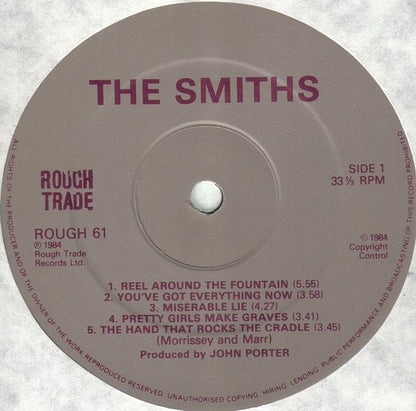 THE SMITHS
ROUGH
TRADE
ROUGH 61
℗ 1984
Rough Trade
Records Ltd.
SIDE 1
33⅓ RPM
© 1984
Copyright
Control
1. REEL AROUND THE FOUNTAIN (5.55)
2. YOU'VE GOT EVERYTHING NOW (3.58)
3. MISERABLE LIE (4.27)
4. PRETTY GIRLS MAKE GRAVES (3.41)
5. THE HAND THAT ROCKS THE CRADLE (3.45)
(Morrissey and Marr)
Produced by JOHN PORTER
ALL RIGHTS OF THE PRODUCER AND OF THE OWNER OF THE WORK REPRODUCED RESERVED. UNAUTHORISED COPYING, HIRING, LENDING, PUBLIC PERFORMANCE AND BROADCASTING OF THIS RECORD PROHIBITED.